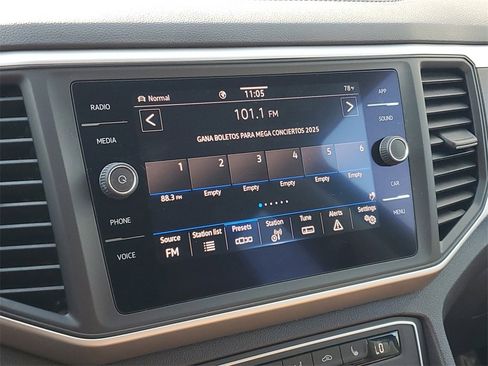 RADIO
MEDIA
PHONE
VOICE
Normal 11:05 78°F
101.1 FM
GANA BOLETOS PARA MEGA CONCIERTOS 2025
1 2 3 4 5 6
88.3 FM Empty Empty Empty Empty Empty
Source Station list Presets Station Tune Alerts Settings
FM
APP
SOUND
CAR
MENU